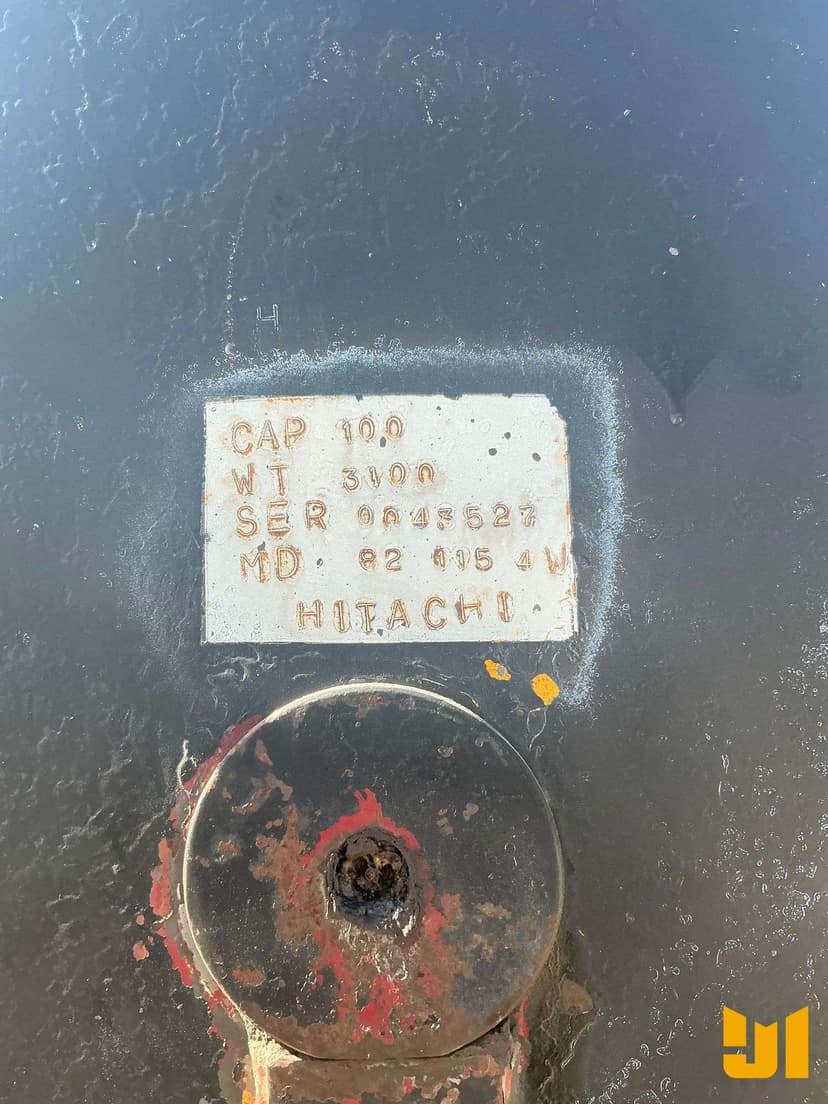 H
CAP 100
WT 3100
SER 0043527
MD 82 115 4W
HITACHI